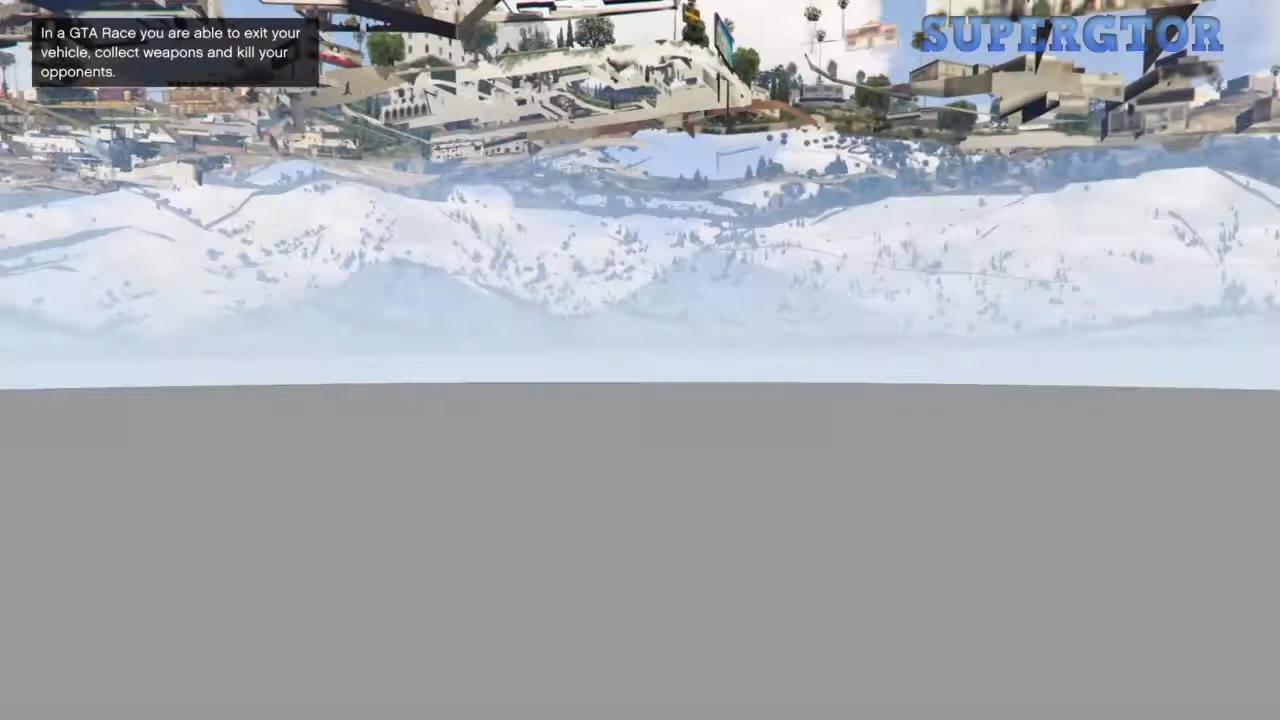 In a GTA Race you are able to exit your
vehicle, collect weapons and kill your
opponents.
SUPERGTOR